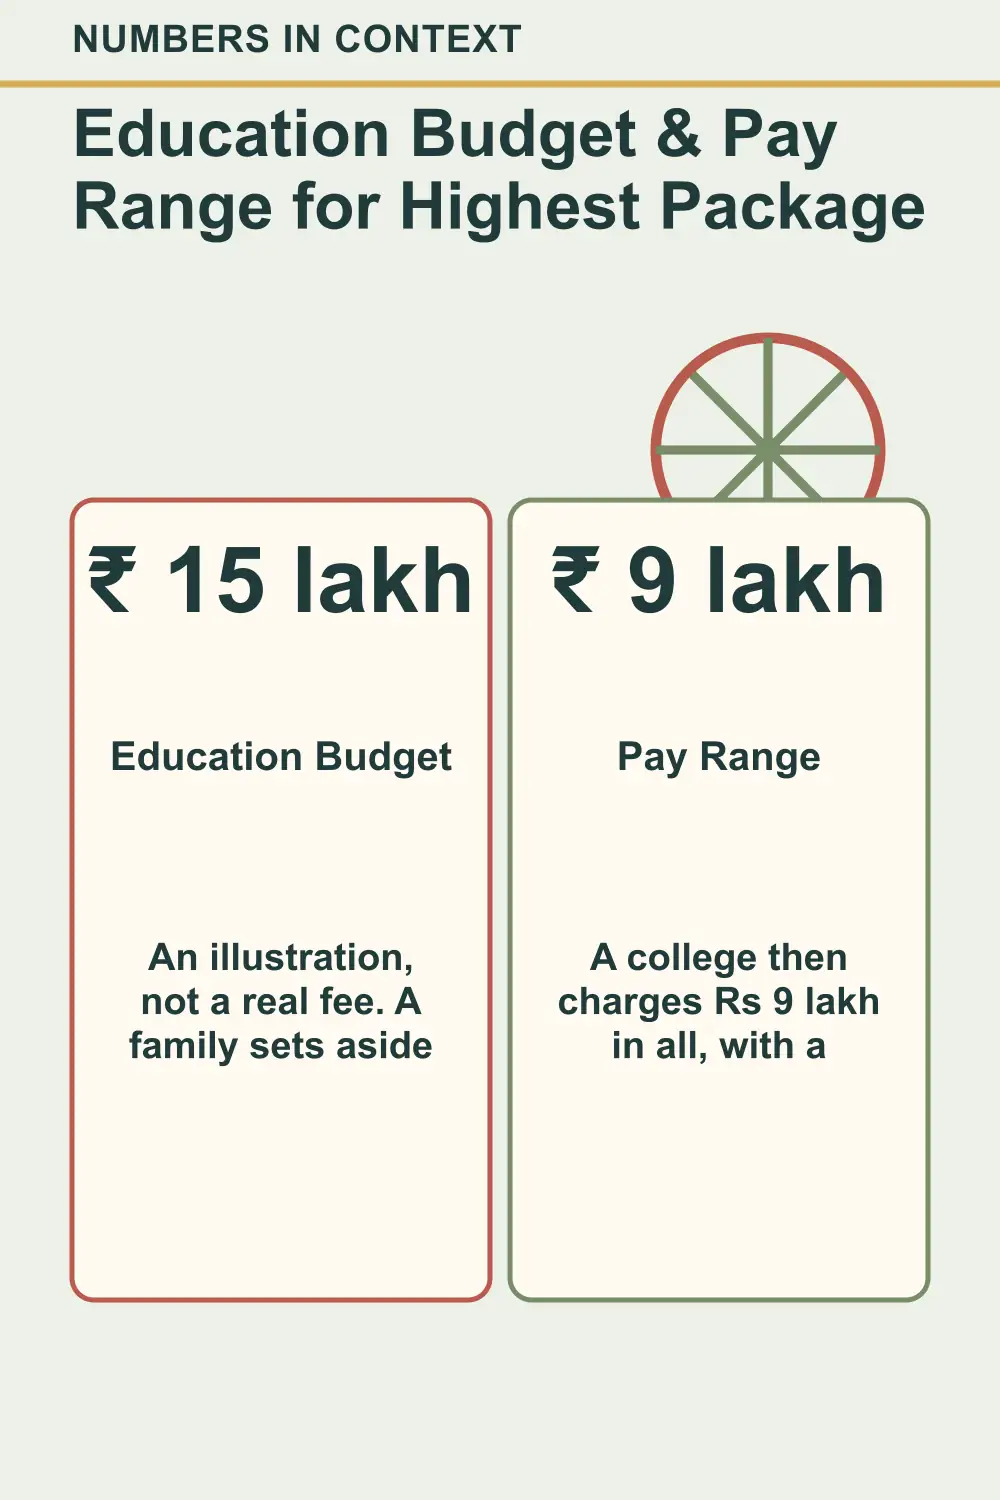 NUMBERS IN CONTEXT
Education Budget & Pay
Range for Highest Package
₹ 15 lakh
Education Budget
An illustration,
not a real fee. A
family sets aside
₹ 9 lakh
Pay Range
A college then
charges Rs 9 lakh
in all, with a